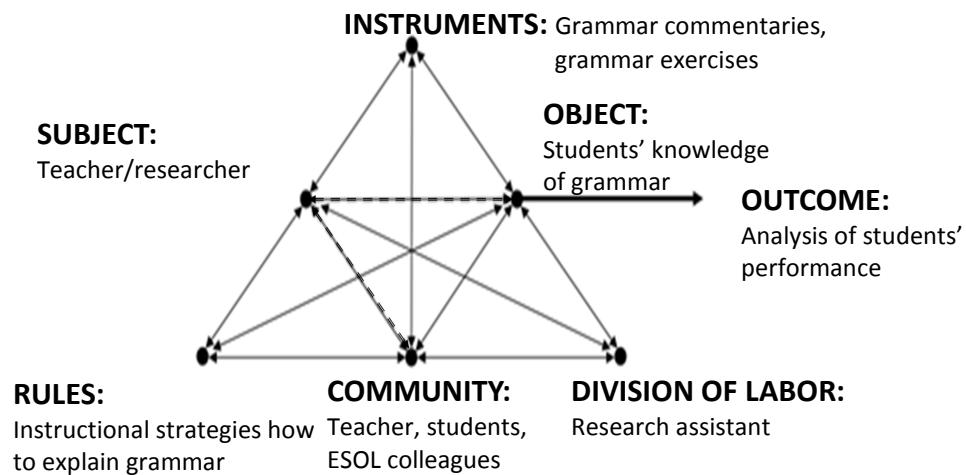 INSTRUMENTS: Grammar commentaries,
grammar exercises
SUBJECT:
Teacher/researcher
OBJECT:
Students’ knowledge
of grammar
OUTCOME:
Analysis of students’
performance
RULES:
Instructional strategies how
to explain grammar
COMMUNITY:
Teacher, students,
ESOL colleagues
DIVISION OF LABOR:
Research assistant